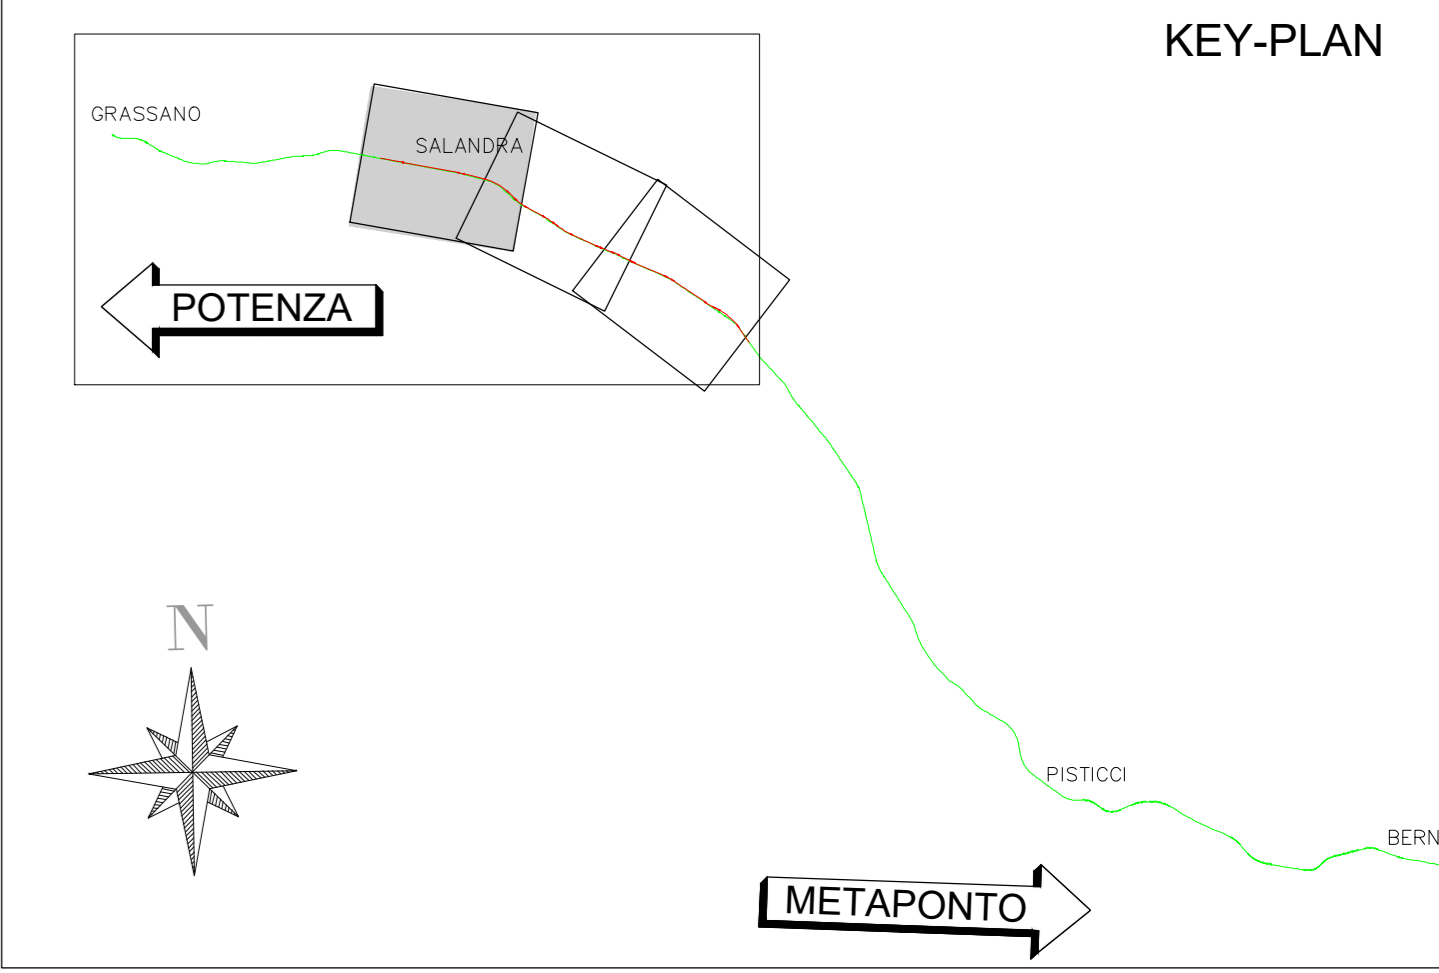 KEY-PLAN
GRASSANO
SALANDRA
POTENZA
N
PISTICCI
BERN
METAPONTO